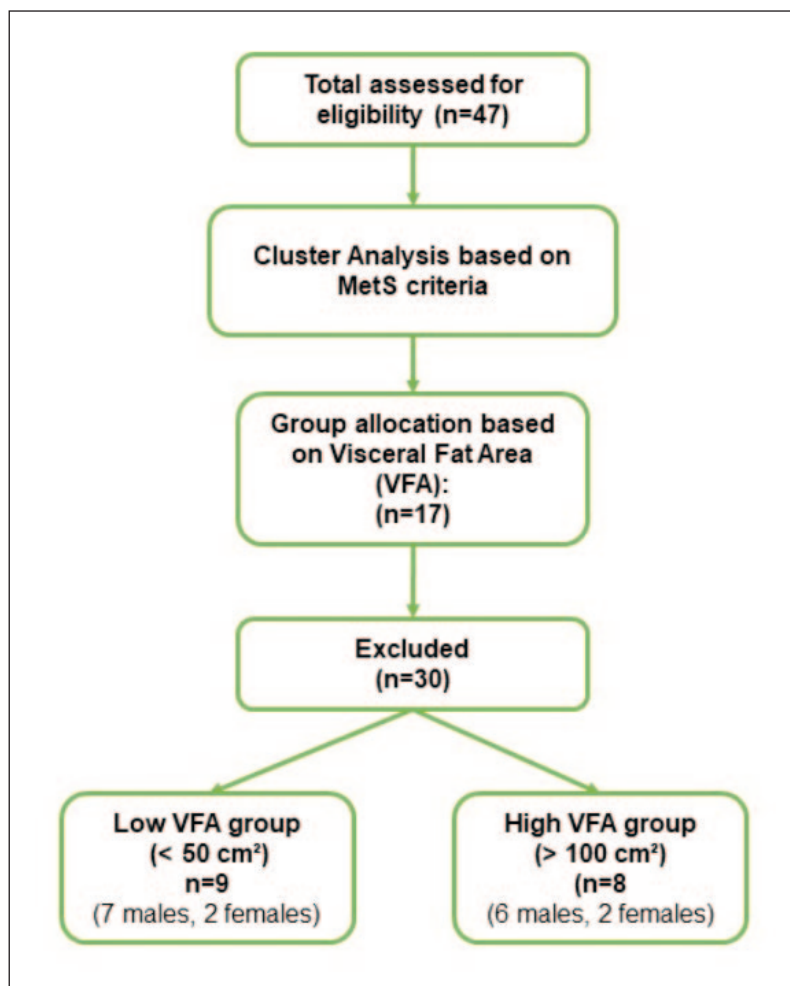 Total assessed for
eligibility (n=47)
Cluster Analysis based on
MetS criteria
Group allocation based
on Visceral Fat Area
(VFA):
(n=17)
Excluded
(n=30)
Low VFA group
(< 50 cm²)
n=9
(7 males, 2 females)
High VFA group
(> 100 cm²)
(n=8
(6 males, 2 females)